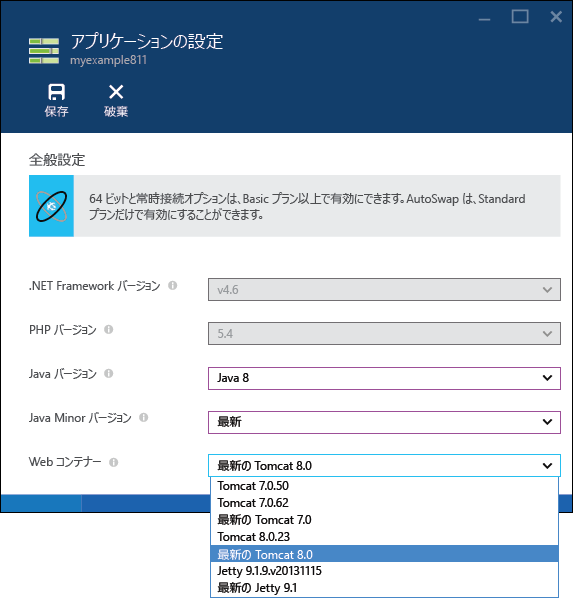 アプリケーションの設定
myexample811
保存
破棄
全般設定
64 ビットと常時接続オプションは、Basic プラン以上で有効にできます。AutoSwap は、Standard
プランだけで有効にすることができます。
.NET Framework バージョン
v4.6
PHP バージョン
5.4
Java バージョン
Java 8
Java Minor バージョン
最新
Web コンテナー
最新の Tomcat 8.0
Tomcat 7.0.50
Tomcat 7.0.62
最新の Tomcat 7.0
Tomcat 8.0.23
最新の Tomcat 8.0
Jetty 9.1.9.v20131115
最新の Jetty 9.1